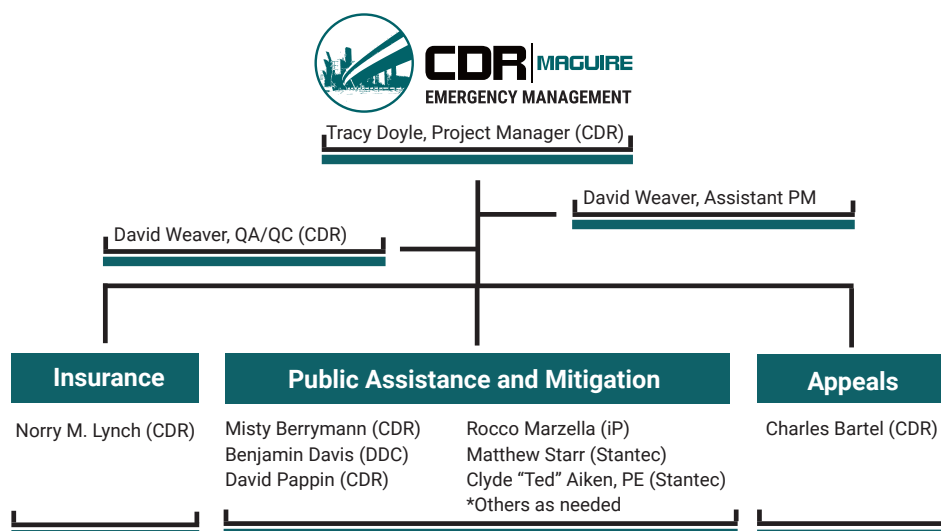 CDR MAGUIRE
EMERGENCY MANAGEMENT
Tracy Doyle, Project Manager (CDR)
David Weaver, Assistant PM
David Weaver, QA/QC (CDR)
Insurance
Norry M. Lynch (CDR)
Public Assistance and Mitigation
Misty Berrymann (CDR)
Benjamin Davis (DDC)
David Pappin (CDR)
Rocco Marzella (iP)
Matthew Starr (Stantec)
Clyde “Ted” Aiken, PE (Stantec)
*Others as needed
Appeals
Charles Bartel (CDR)